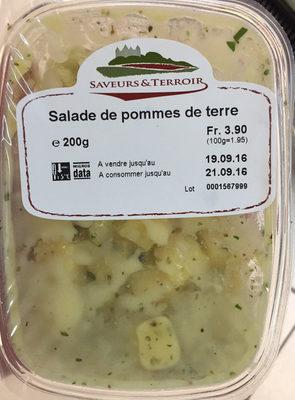 SAVEURS & TERROIR
Salade de pommes de terre
Fr. 3.90
℮ 200g (100g=1.95)
MIGROS data
A vendre jusqu'au 19.09.16
A consommer jusqu'au 21.09.16
Lot 0001567999